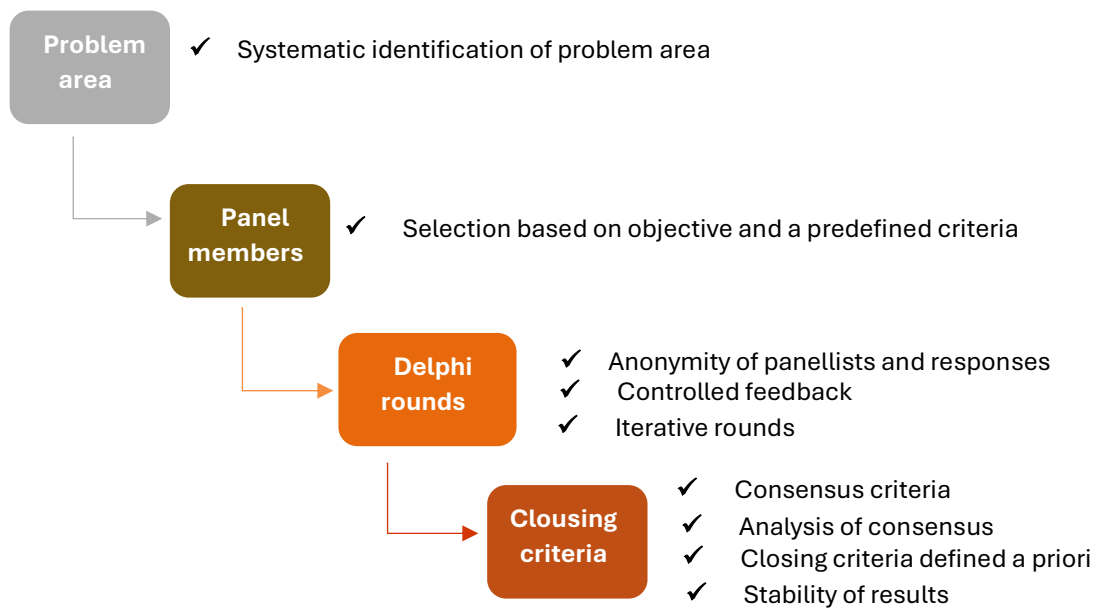 Problem
area
✓ Systematic identification of problem area
Panel
members
✓ Selection based on objective and a predefined criteria
Delphi
rounds
✓ Anonymity of panellists and responses
✓ Controlled feedback
✓ Iterative rounds
Clousing
criteria
✓ Consensus criteria
✓ Analysis of consensus
✓ Closing criteria defined a priori
✓ Stability of results